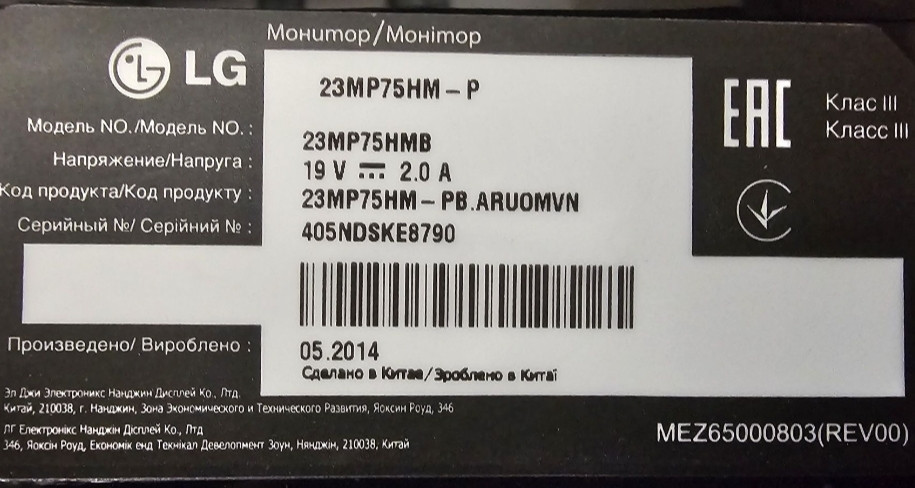 Монитор/Монітор
LG
23MP75HM-P
EAC
Клас III
Класс III
Модель NO./Модель NO. :
23MP75HMB
Напряжение/Напруга :
19 V 2.0 A
Код продукта/Код продукту :
23MP75HM-PB.ARUOMVN
Серийный №/ Серійний № :
405NDSKE8790
Произведено/ Вироблено :
05.2014
Сделано в Китае/Зроблено в Китаї
Эл Джи Электроникс Нанджин Дисплей Ко., Лтд.
Китай, 210038, г. Нанджин, Зона Экономического и Технического Развития, Яоксин Роуд, 346
ЛГ Електронікс Нанджін Дісплей Ко., Лтд
346, Яоксін Роуд, Економік енд Текнікал Девелопмент Зоун, Нянджін, 210038, Китай
MEZ65000803(REV00)